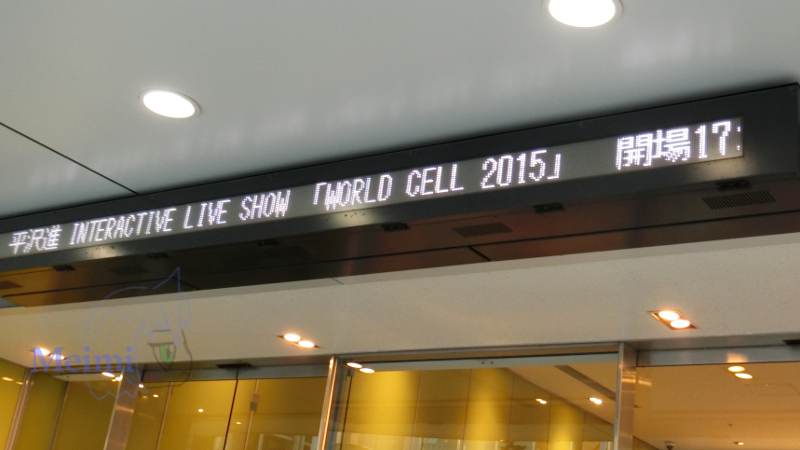 平沢進 INTERACTIVE LIVE SHOW 「WORLD CELL 2015」 開場17:
Meimi